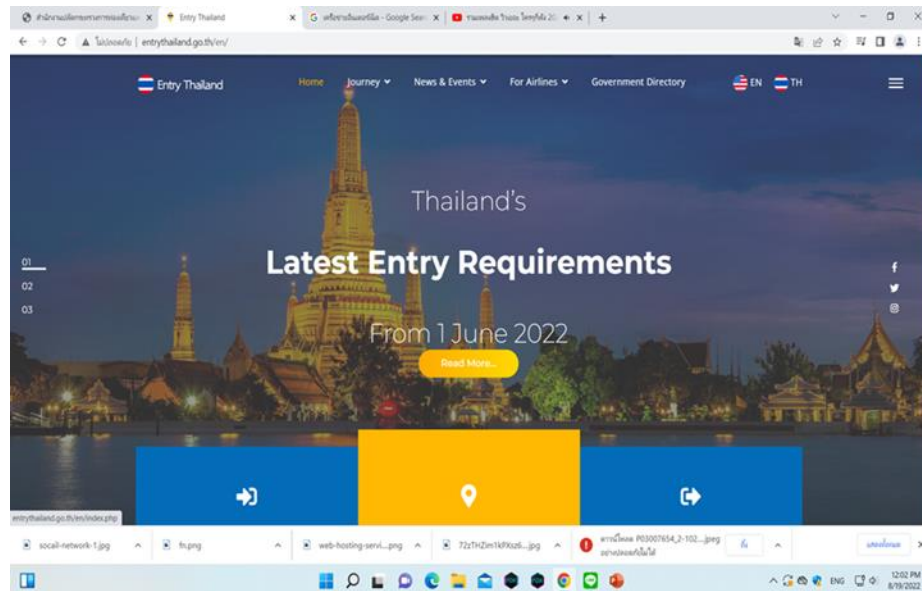 Entry Thailand
entrythailand.go.th/en/
Entry Thailand
Home
Journey
News & Events
For Airlines
Government Directory
EN
TH
Thailand's
01
Latest Entry Requirements
02
03
From 1 June 2022
Read More...
entrythailand.go.th/en/index.php
socail-network-1.jpg
fn.png
web-hosting-servi....png
72zTHZim1kPXsz6....jpg
ENG
12:02 PM
8/19/2022